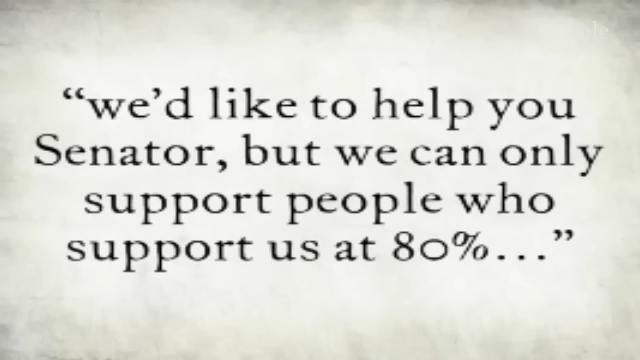 “we’d like to help you
Senator, but we can only
support people who
support us at 80%...”